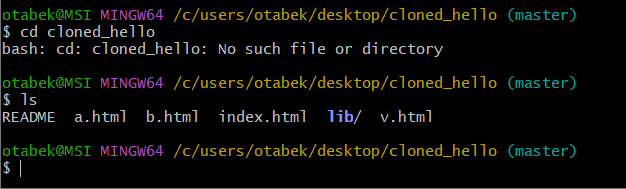 otabek@MSI MINGW64 /c/users/otabek/desktop/cloned_hello (master)
$ cd cloned_hello
bash: cd: cloned_hello: No such file or directory
otabek@MSI MINGW64 /c/users/otabek/desktop/cloned_hello (master)
$ ls
README  a.html  b.html  index.html  lib/  v.html
otabek@MSI MINGW64 /c/users/otabek/desktop/cloned_hello (master)
$